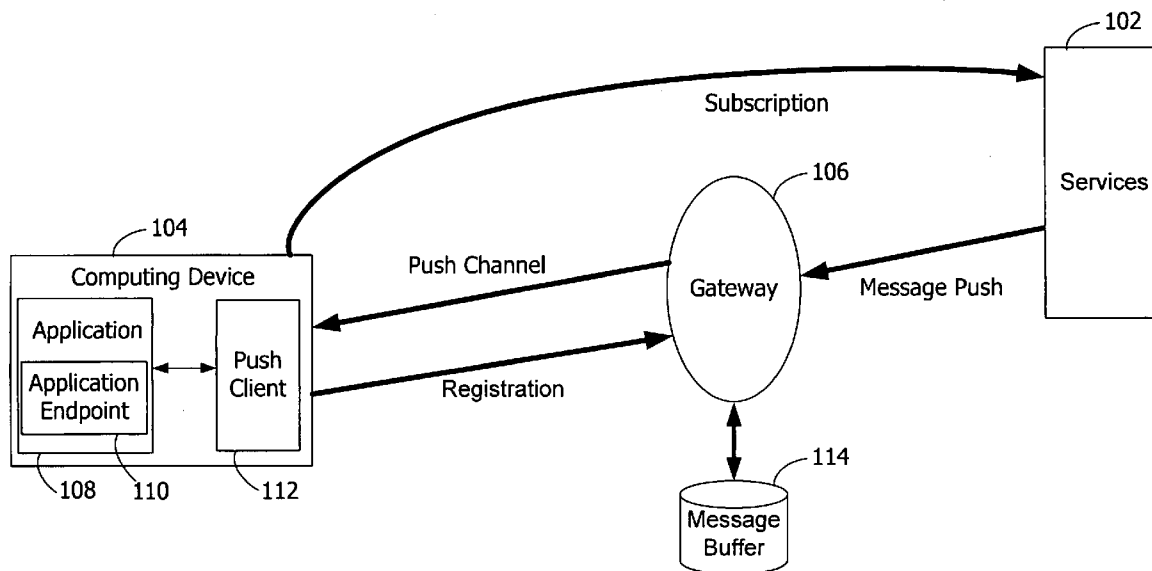 102
Subscription
106
Services
104
Computing Device
Push Channel
Gateway
Message Push
Application
Push
Client
Application
Endpoint
Registration
108
110
112
114
Message
Buffer